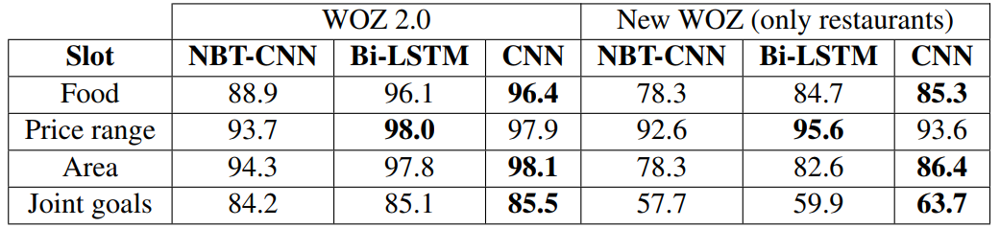 WOZ 2.0 New WOZ (only restaurants)
Slot NBT-CNN Bi-LSTM CNN NBT-CNN Bi-LSTM CNN
Food 88.9 96.1 96.4 78.3 84.7 85.3
Price range 93.7 98.0 97.9 92.6 95.6 93.6
Area 94.3 97.8 98.1 78.3 82.6 86.4
Joint goals 84.2 85.1 85.5 57.7 59.9 63.7